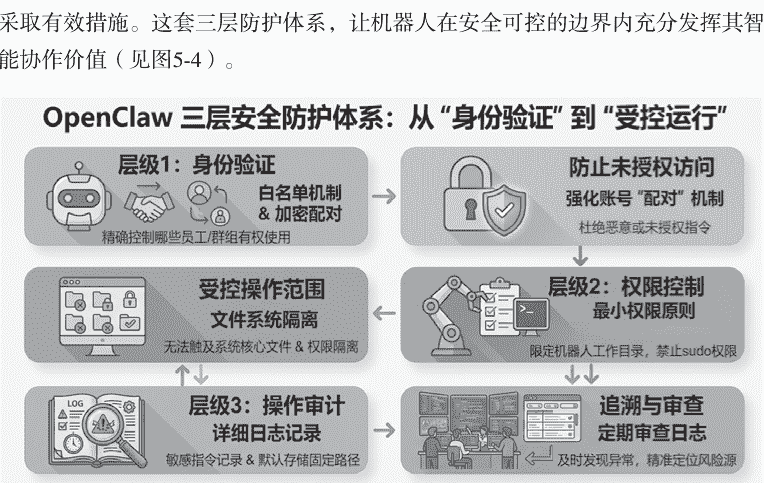 采取有效措施。这套三层防护体系，让机器人在安全可控的边界内充分发挥其智
能协作价值（见图5-4）。
OpenClaw 三层安全防护体系：从“身份验证”到“受控运行”
层级1：身份验证
白名单机制
& 加密配对
精确控制哪些员工/群组有权使用
防止未授权访问
强化账号“配对”机制
杜绝恶意或未授权指令
受控操作范围
文件系统隔离
无法触及系统核心文件 & 权限隔离
层级2：权限控制
最小权限原则
限定机器人工作目录，禁止sudo权限
LOG
层级3：操作审计
详细日志记录
敏感指令记录 & 默认存储固定路径
追溯与审查
定期审查日志
及时发现异常，精准定位风险源